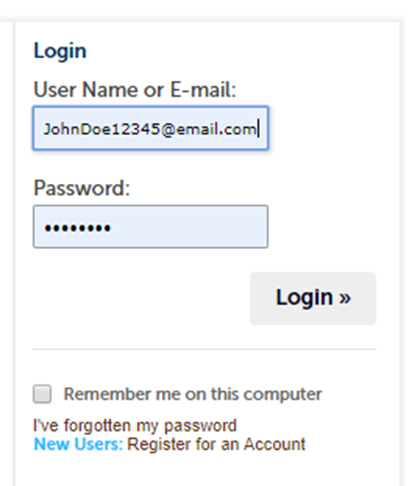 Login
User Name or E-mail:
JohnDoe12345@email.com
Password:
••••••••
Login »
Remember me on this computer
I've forgotten my password
New Users: Register for an Account